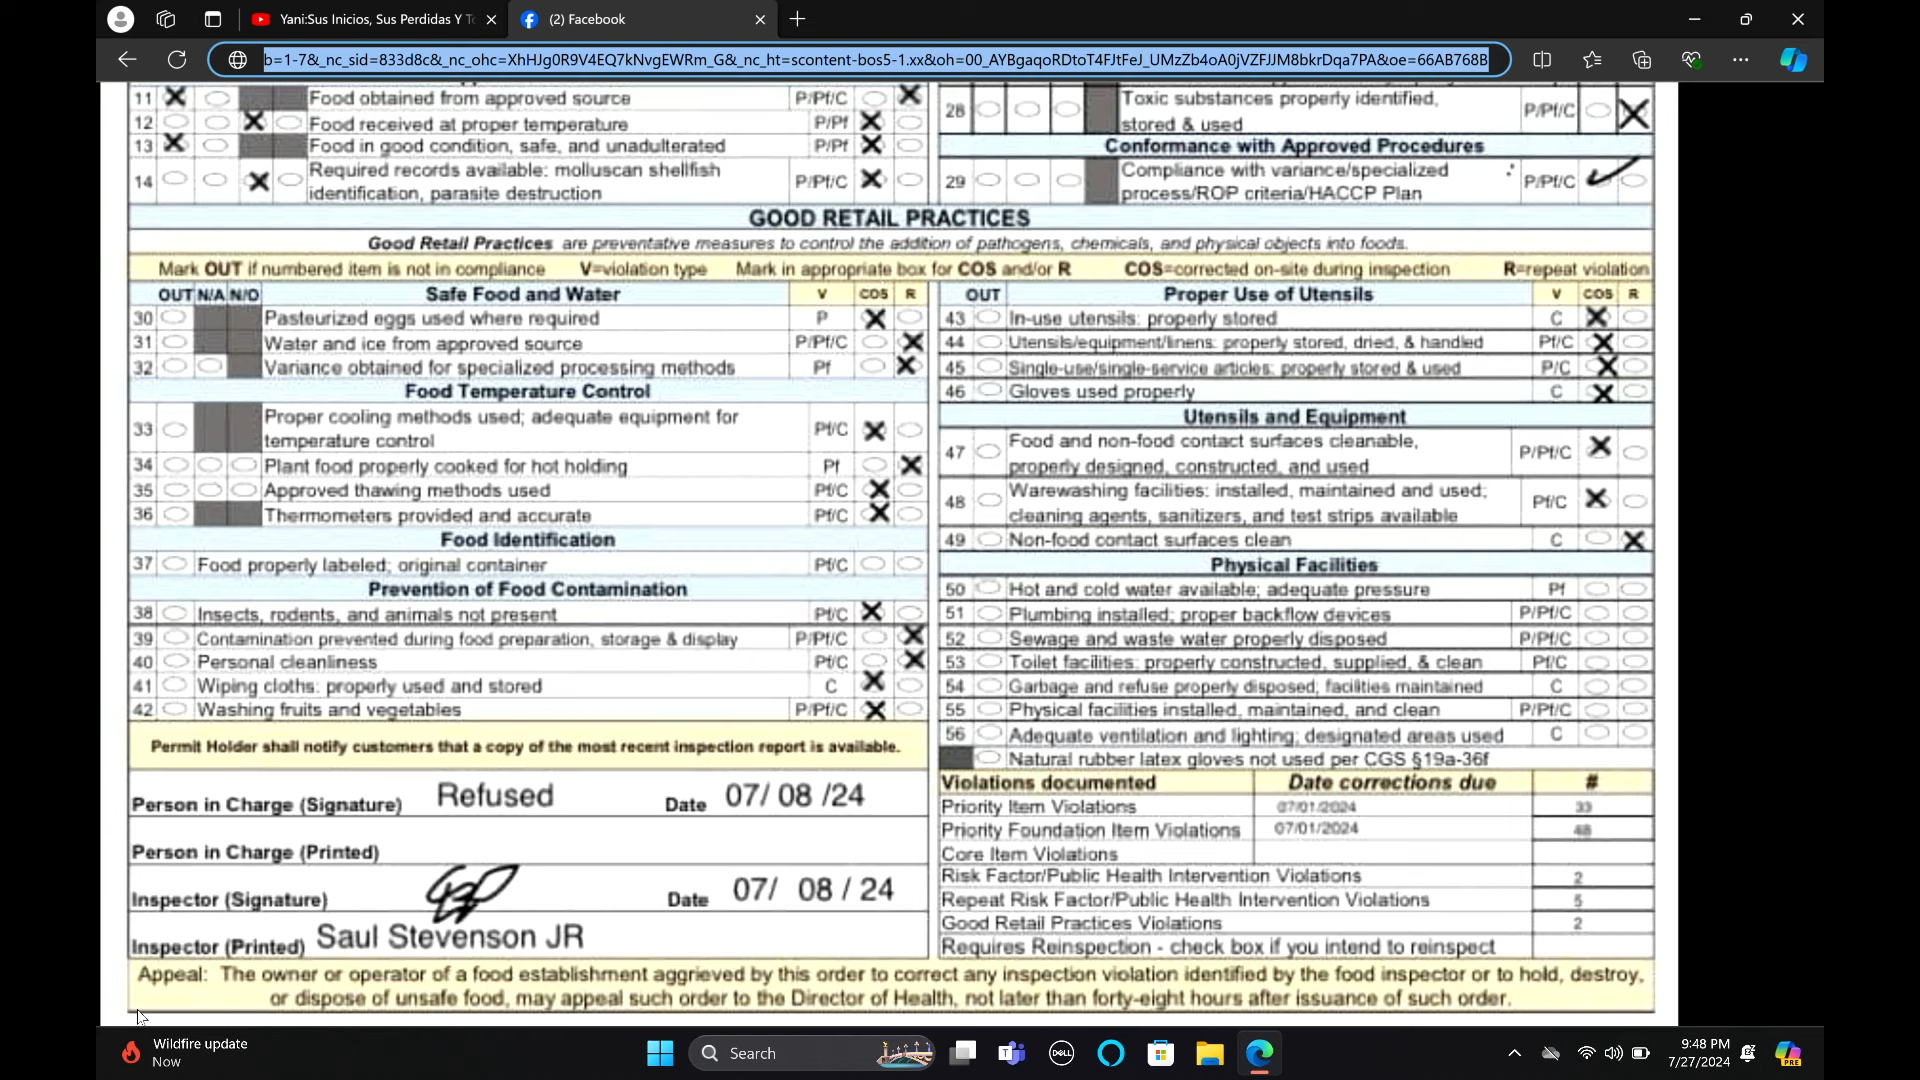 Yani:Sus Inicios, Sus Perdidas Y To
(2) Facebook
b=1-7&_nc_sid=833d8c&_nc_ohc=XhHJg0R9V4EQ7kNvgEWRm_G&_nc_ht=scontent-bos5-1.xx&oh=00_AYBgaqoRDtoT4FJtFeJ_UMzZb4oA0jVZFJJM8bkrDqa7PA&oe=66AB768B
11 Food obtained from approved source P/Pf/C
12 Food received at proper temperature P/Pf
13 Food in good condition, safe, and unadulterated P/Pf
14 Required records available: molluscan shellfish
identification, parasite destruction P/Pf/C
28 Toxic substances properly identified,
stored & used P/Pf/C
Conformance with Approved Procedures
29 Compliance with variance/specialized
process/ROP criteria/HACCP Plan P/Pf/C
GOOD RETAIL PRACTICES
Good Retail Practices are preventative measures to control the addition of pathogens, chemicals, and physical objects into foods.
Mark OUT if numbered item is not in compliance V=violation type Mark in appropriate box for COS and/or R COS=corrected on-site during inspection R=repeat violation
OUT N/A N/O Safe Food and Water V COS R
30 Pasteurized eggs used where required P
31 Water and ice from approved source P/Pf/C
32 Variance obtained for specialized processing methods Pf
Food Temperature Control
33 Proper cooling methods used; adequate equipment for
temperature control Pf/C
34 Plant food properly cooked for hot holding Pf
35 Approved thawing methods used Pf/C
36 Thermometers provided and accurate Pf/C
Food Identification
37 Food properly labeled; original container Pf/C
Prevention of Food Contamination
38 Insects, rodents, and animals not present Pf/C
39 Contamination prevented during food preparation, storage & display P/Pf/C
40 Personal cleanliness Pf/C
41 Wiping cloths: properly used and stored C
42 Washing fruits and vegetables P/Pf/C
Permit Holder shall notify customers that a copy of the most recent inspection report is available.
Person in Charge (Signature) Refused Date 07/ 08 /24
Person in Charge (Printed)
Inspector (Signature) Date 07/ 08 / 24
Inspector (Printed) Saul Stevenson JR
OUT Proper Use of Utensils V COS R
43 In-use utensils: properly stored C
44 Utensils/equipment/linens: properly stored, dried, & handled Pf/C
45 Single-use/single-service articles: properly stored & used P/C
46 Gloves used properly C
Utensils and Equipment
47 Food and non-food contact surfaces cleanable,
properly designed, constructed, and used P/Pf/C
48 Warewashing facilities: installed, maintained and used;
cleaning agents, sanitizers, and test strips available Pf/C
49 Non-food contact surfaces clean C
Physical Facilities
50 Hot and cold water available; adequate pressure Pf
51 Plumbing installed; proper backflow devices P/Pf/C
52 Sewage and waste water properly disposed P/Pf/C
53 Toilet facilities: properly constructed, supplied, & clean Pf/C
54 Garbage and refuse properly disposed; facilities maintained C
55 Physical facilities installed, maintained, and clean P/Pf/C
56 Adequate ventilation and lighting; designated areas used C
Natural rubber latex gloves not used per CGS §19a-36f
Violations documented Date corrections due #
Priority Item Violations 07/01/2024 33
Priority Foundation Item Violations 07/01/2024 48
Core Item Violations
Risk Factor/Public Health Intervention Violations 2
Repeat Risk Factor/Public Health Intervention Violations 5
Good Retail Practices Violations 2
Requires Reinspection - check box if you intend to reinspect
Appeal: The owner or operator of a food establishment aggrieved by this order to correct any inspection violation identified by the food inspector or to hold, destroy,
or dispose of unsafe food, may appeal such order to the Director of Health, not later than forty-eight hours after issuance of such order.
Wildfire update
Now
Search
DELL
PRE
9:48 PM
7/27/2024